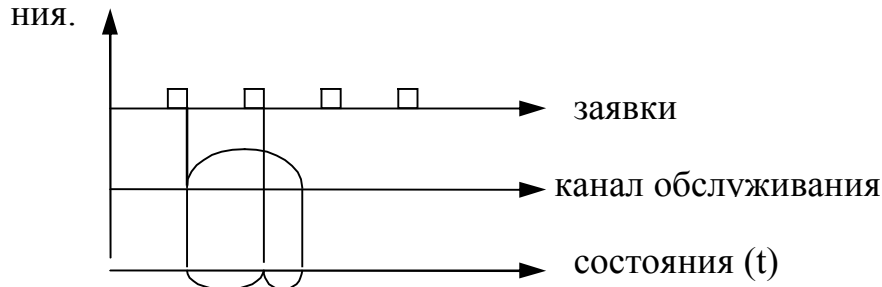 ния.
заявки
канал обслуживания
состояния (t)